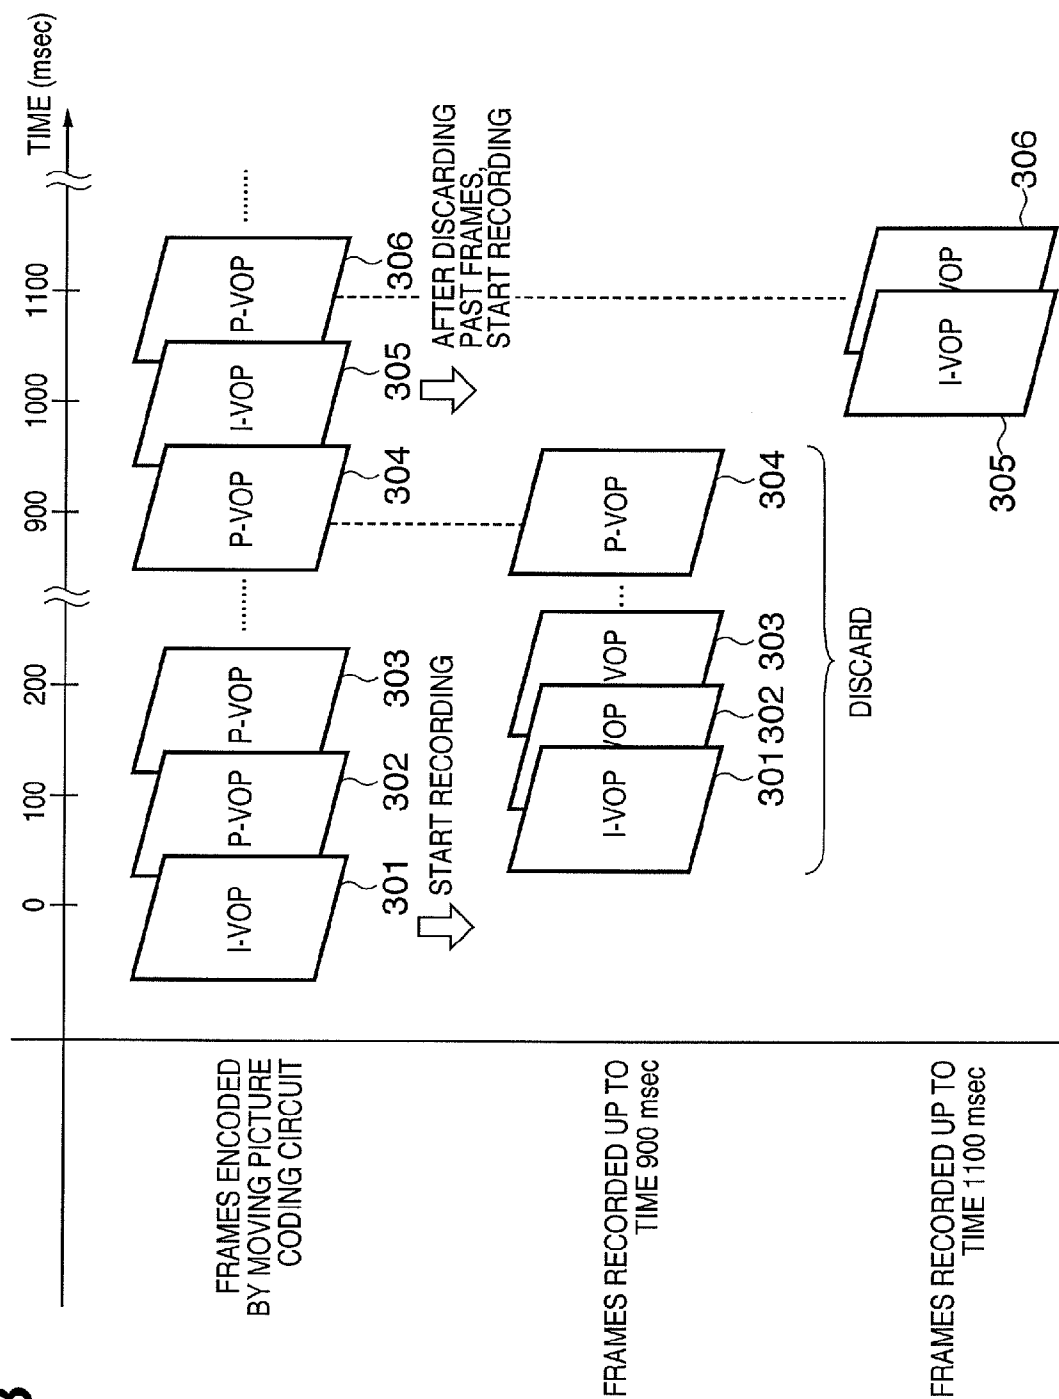 TIME (msec)
0
100
200
900
1000
1100
FRAMES ENCODED
BY MOVING PICTURE
CODING CIRCUIT
I-VOP
P-VOP
P-VOP
........
P-VOP
I-VOP
P-VOP
........
301
302
303
304
305
306
START RECORDING
AFTER DISCARDING
PAST FRAMES,
START RECORDING
FRAMES RECORDED UP TO
TIME 900 msec
I-VOP
VOP
VOP
...
P-VOP
301
302
303
304
DISCARD
FRAMES RECORDED UP TO
TIME 1100 msec
I-VOP
VOP
305
306